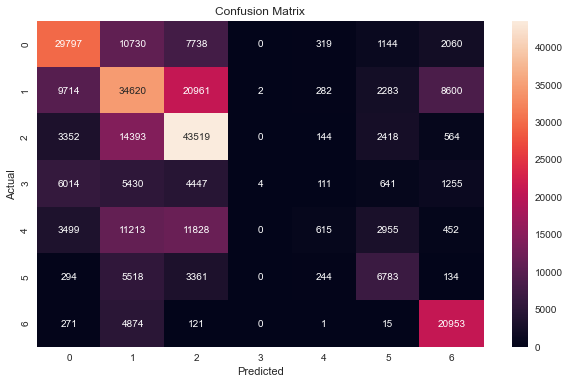 Confusion Matrix
29797 10730 7738 0 319 1144 2060
9714 34620 20961 2 282 2283 8600
3352 14393 43519 0 144 2418 564
6014 5430 4447 4 111 641 1255
3499 11213 11828 0 615 2955 452
294 5518 3361 0 244 6783 134
271 4874 121 0 1 15 20953
0 1 2 3 4 5 6
Predicted
Actual
0
1
2
3
4
5
6
40000
35000
30000
25000
20000
15000
10000
5000
0